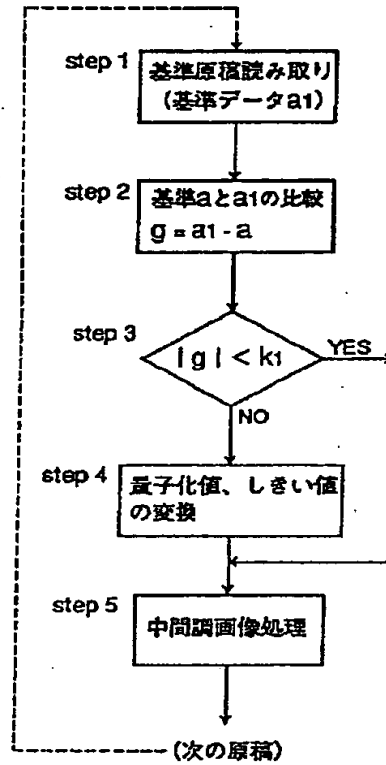 step 1
基準原稿読み取り
(基準データa1)
step 2
基準aとa1の比較
g = a1 - a
step 3
| g | < k1
YES
NO
step 4
量子化値、しきい値
の変換
step 5
中間調画像処理
(次の原稿)